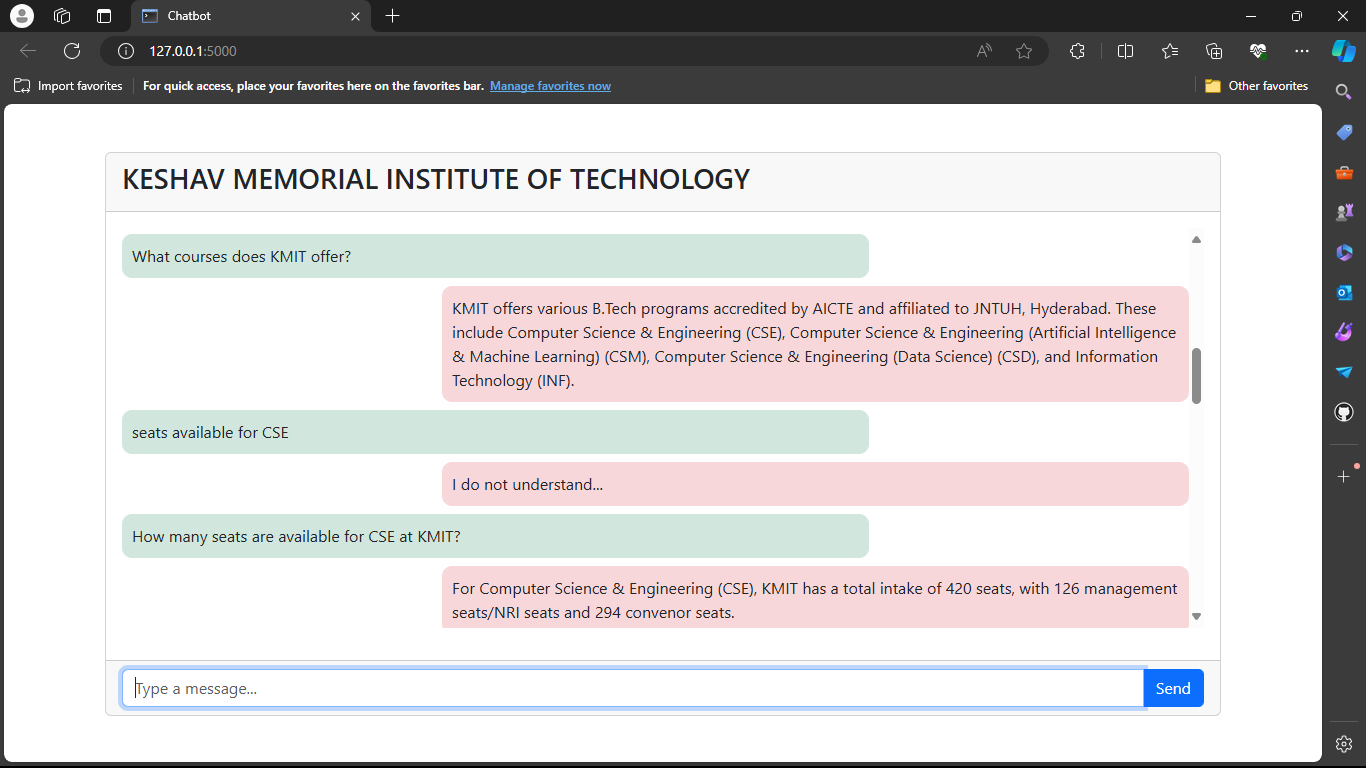 Chatbot
127.0.0.1:5000
Import favorites
For quick access, place your favorites here on the favorites bar. Manage favorites now
Other favorites
KESHAV MEMORIAL INSTITUTE OF TECHNOLOGY
What courses does KMIT offer?
KMIT offers various B.Tech programs accredited by AICTE and affiliated to JNTUH, Hyderabad. These
include Computer Science & Engineering (CSE), Computer Science & Engineering (Artificial Intelligence
& Machine Learning) (CSM), Computer Science & Engineering (Data Science) (CSD), and Information
Technology (INF).
seats available for CSE
I do not understand...
How many seats are available for CSE at KMIT?
For Computer Science & Engineering (CSE), KMIT has a total intake of 420 seats, with 126 management
seats/NRI seats and 294 convenor seats.
Type a message...
Send